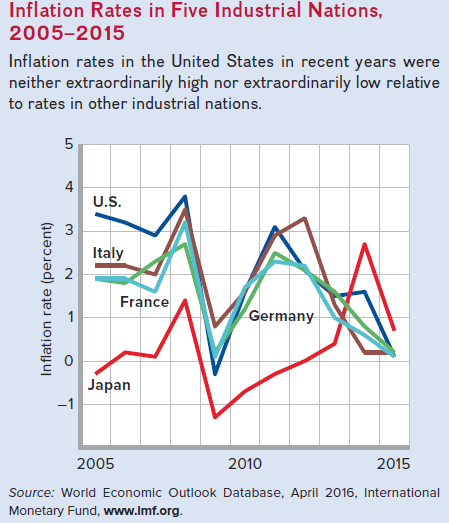 Inflation Rates in Five Industrial Nations,
2005–2015
Inflation rates in the United States in recent years were
neither extraordinarily high nor extraordinarily low relative
to rates in other industrial nations.
5
4
3
2
1
0
−1
Inflation rate (percent)
U.S.
Italy
France
Germany
Japan
2005
2010
2015
Source: World Economic Outlook Database, April 2016, International
Monetary Fund, www.imf.org.